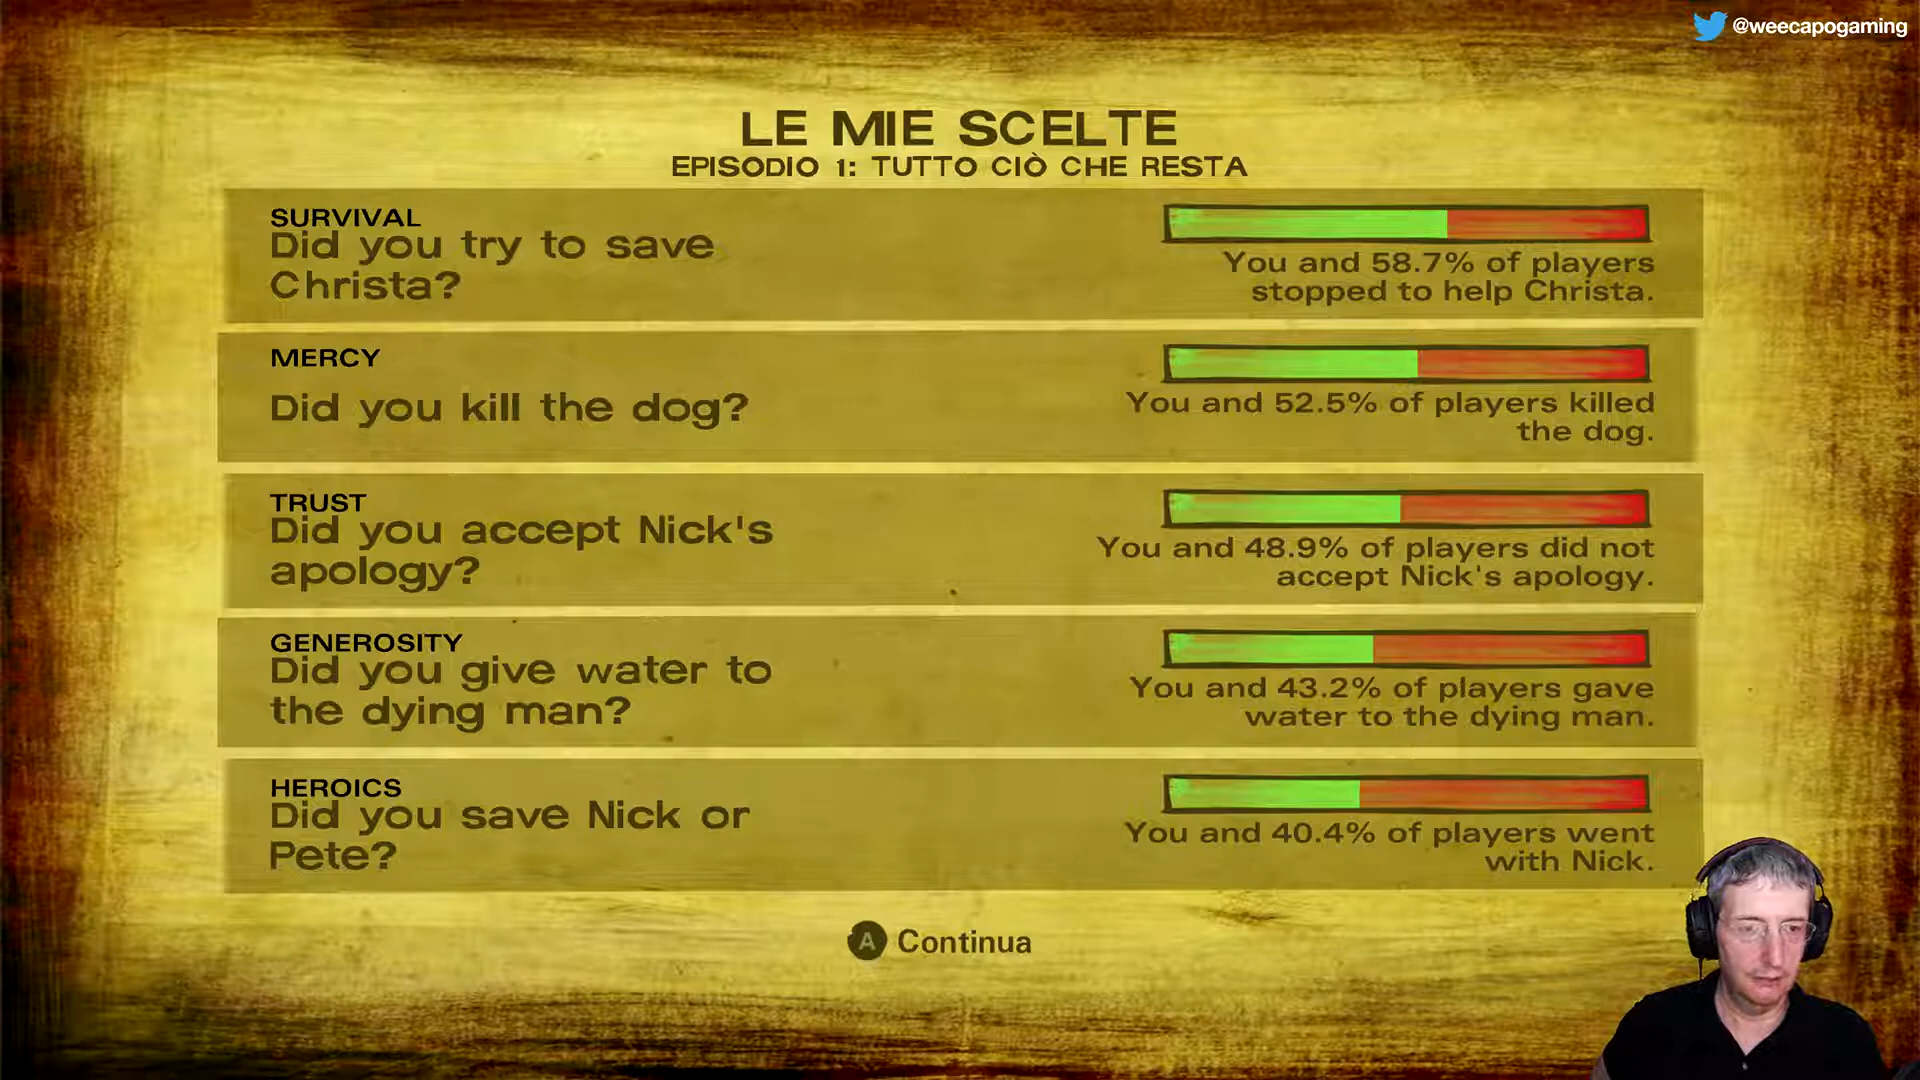 @weecapogaming
LE MIE SCELTE
EPISODIO 1: TUTTO CIÒ CHE RESTA
SURVIVAL
Did you try to save
Christa?
You and 58.7% of players
stopped to help Christa.
MERCY
Did you kill the dog?
You and 52.5% of players killed
the dog.
TRUST
Did you accept Nick's
apology?
You and 48.9% of players did not
accept Nick's apology.
GENEROSITY
Did you give water to
the dying man?
You and 43.2% of players gave
water to the dying man.
HEROICS
Did you save Nick or
Pete?
You and 40.4% of players went
with Nick.
A Continua